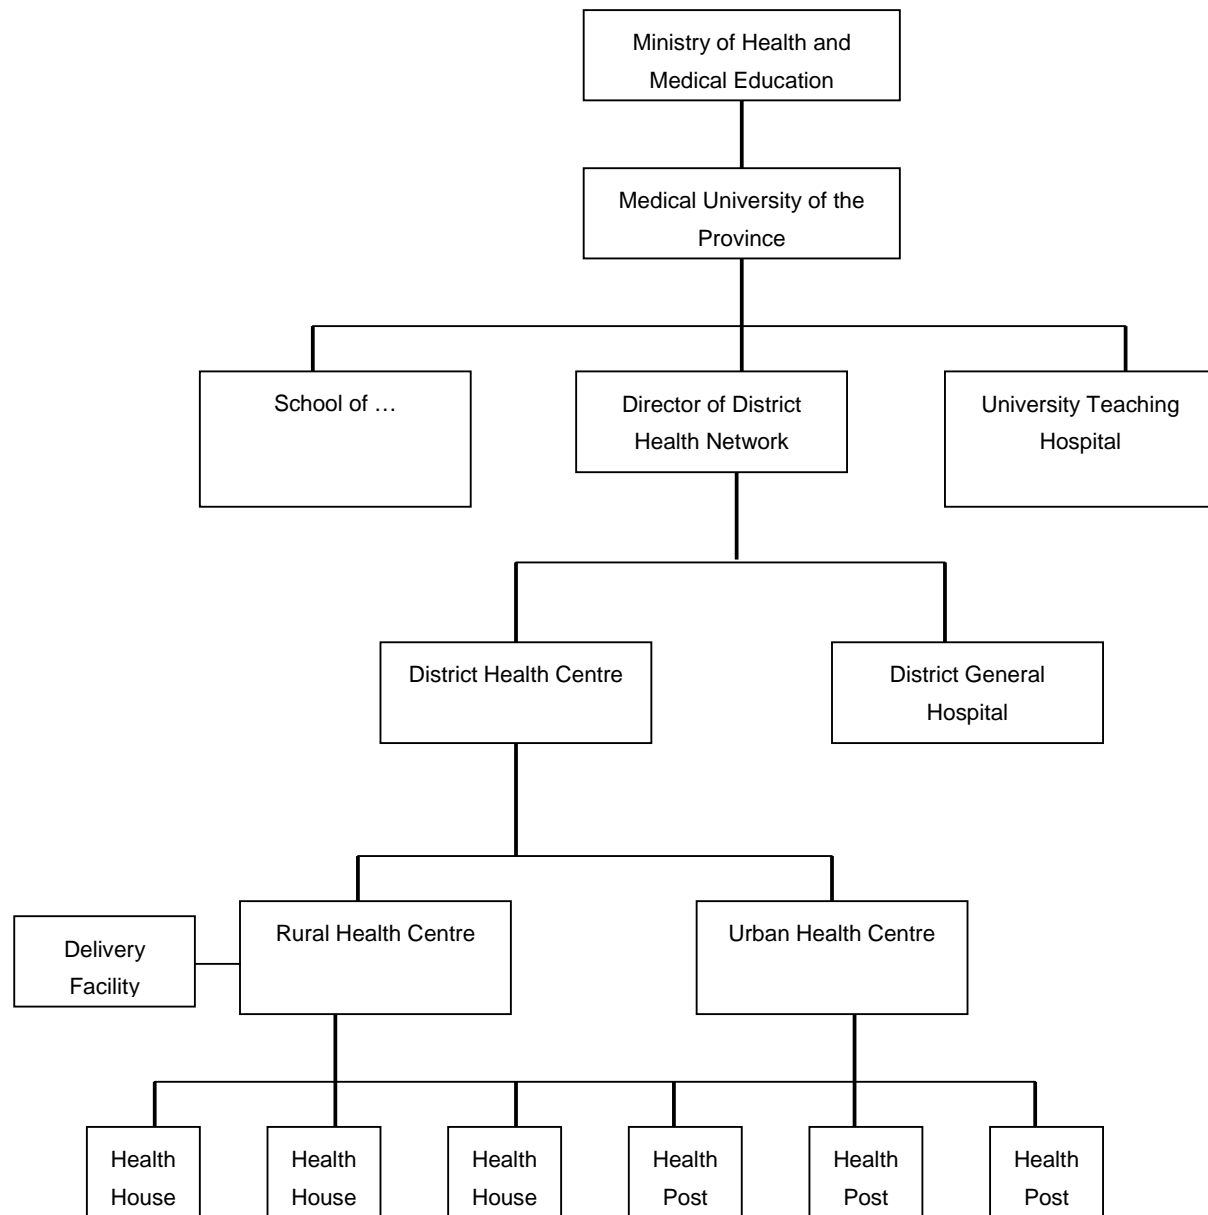 Ministry of Health and
Medical Education
Medical University of the
Province
School of …
Director of District
Health Network
University Teaching
Hospital
District Health Centre
District General
Hospital
Delivery
Facility
Rural Health Centre
Urban Health Centre
Health
House
Health
House
Health
House
Health
Post
Health
Post
Health
Post